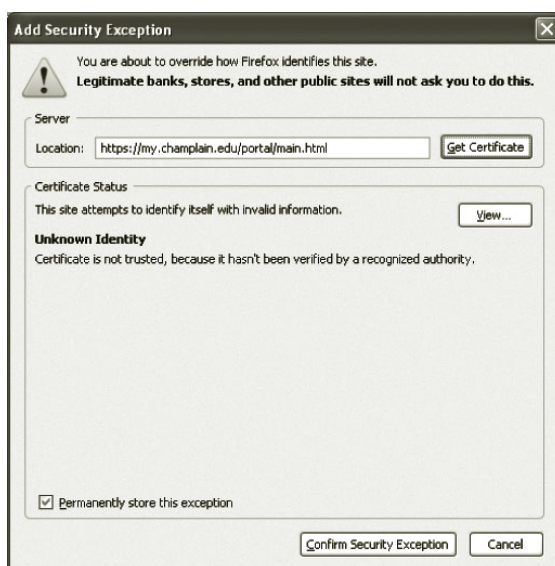 Add Security Exception
You are about to override how Firefox identifies this site.
Legitimate banks, stores, and other public sites will not ask you to do this.
Server
Location: https://my.champlain.edu/portal/main.html Get Certificate
Certificate Status
This site attempts to identify itself with invalid information. View...
Unknown Identity
Certificate is not trusted, because it hasn't been verified by a recognized authority.
Permanently store this exception
Confirm Security Exception Cancel